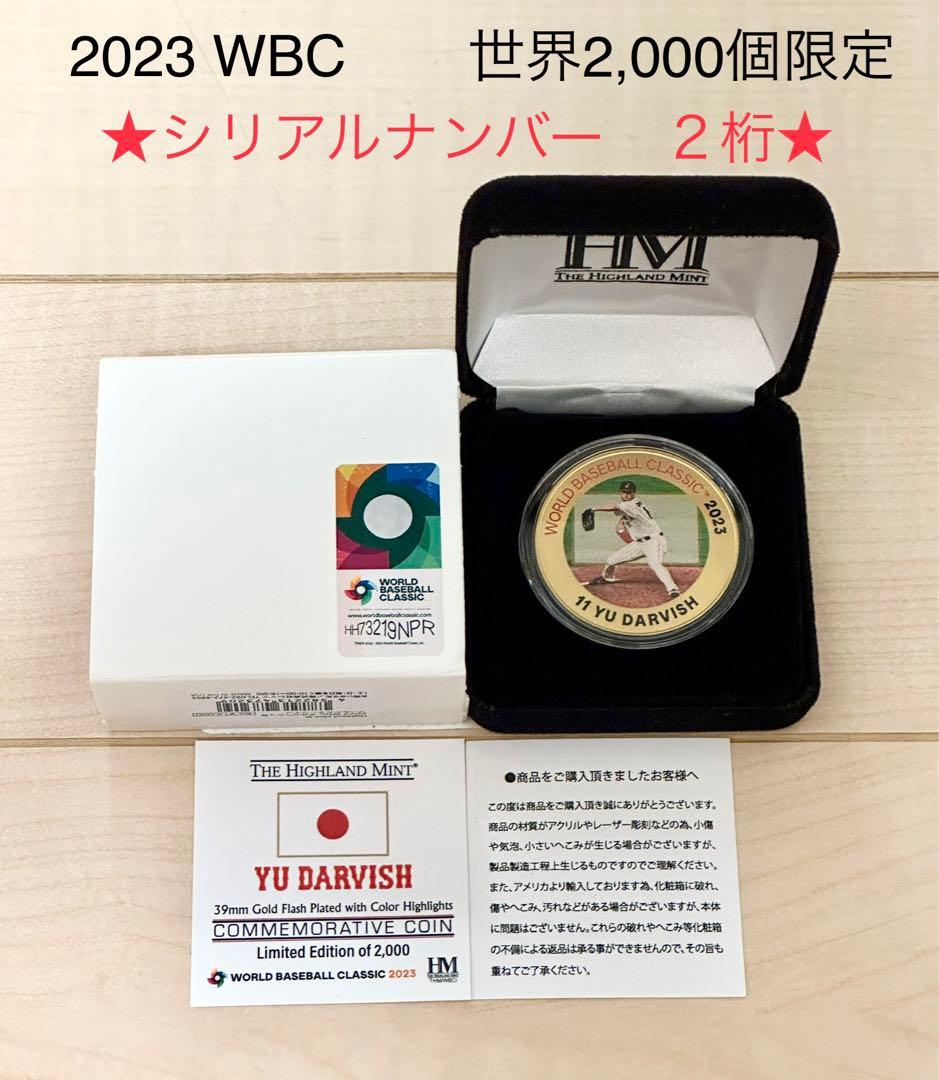 2023 WBC 世界2,000個限定
★シリアルナンバー 2桁★
HM
THE HIGHLAND MINT
WORLD BASEBALL CLASSIC™ 2023
11 YU DARVISH
WORLD
BASEBALL
CLASSIC
www.worldbaseballclassic.com
HH73219NPR
MADE IN THE USA
THE HIGHLAND MINT®
YU DARVISH
39mm Gold Flash Plated with Color Highlights
COMMEMORATIVE COIN
Limited Edition of 2,000
WORLD BASEBALL CLASSIC 2023
HM
THE HIGHLAND MINT
THM/WBCI
●商品をご購入頂きましたお客様へ
この度は商品をご購入頂き誠にありがとうございます。
商品の材質がアクリルやレーザー彫刻などの為、小傷
や気泡、小さいへこみが生じる場合がございますが、
製品製造工程上生じるものですのでご理解ください。
また、アメリカより輸入しております為、化粧箱に破れ、
傷やへこみ、汚れなどがある場合がございますが、本体
に問題はございません。これらの破れやへこみ等化粧箱
の不備による返品は承る事ができませんので、その旨も
重ねてご了承ください。